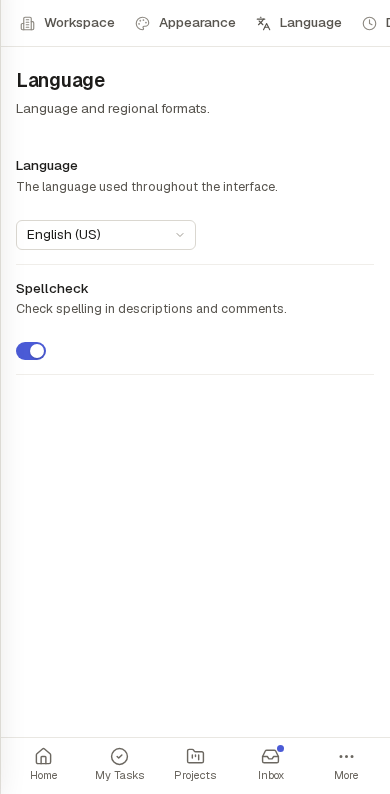 Workspace Appearance Language
Language
Language and regional formats.
Language
The language used throughout the interface.
English (US)
Spellcheck
Check spelling in descriptions and comments.
Home My Tasks Projects Inbox More